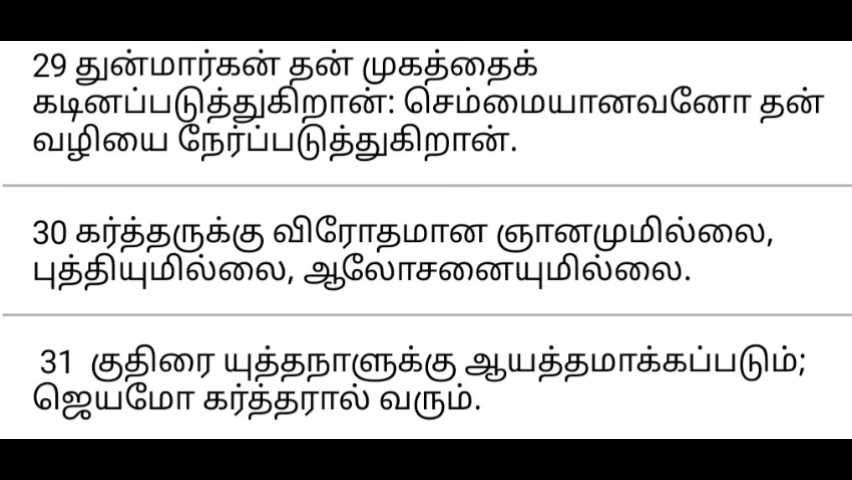 29 துன்மார்கன் தன் முகத்தைக்
கடினப்படுத்துகிறான்: செம்மையானவனோ தன்
வழியை நேர்ப்படுத்துகிறான்.
30 கர்த்தருக்கு விரோதமான ஞானமுமில்லை,
புத்தியுமில்லை, ஆலோசனையுமில்லை.
31 குதிரை யுத்தநாளுக்கு ஆயத்தமாக்கப்படும்;
ஜெயமோ கர்த்தரால் வரும்.